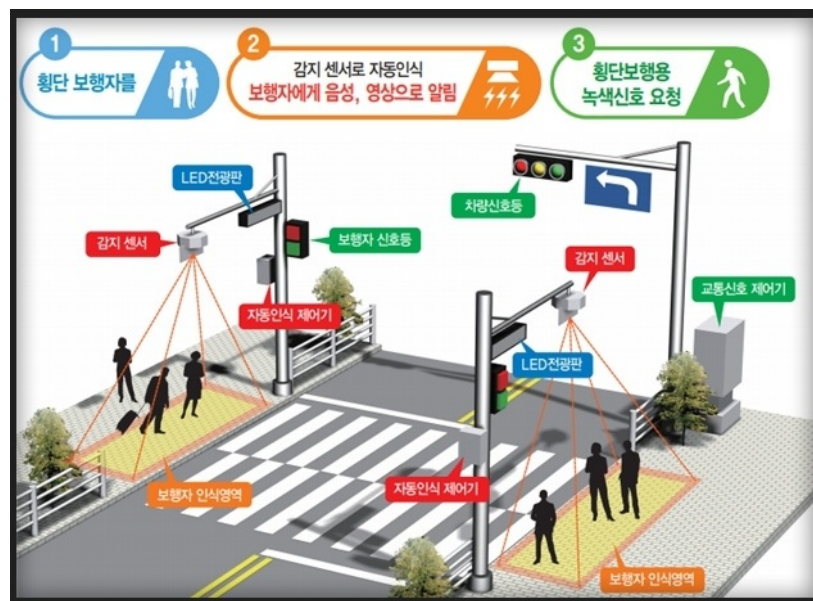 1
횡단 보행자를
2
감지 센서로 자동인식
보행자에게 음성, 영상으로 알림
3
횡단보행용
녹색신호 요청
LED전광판
차량신호등
감지 센서
보행자 신호등
감지 센서
교통신호 제어기
자동인식 제어기
LED전광판
자동인식 제어기
보행자 인식영역
보행자 인식영역